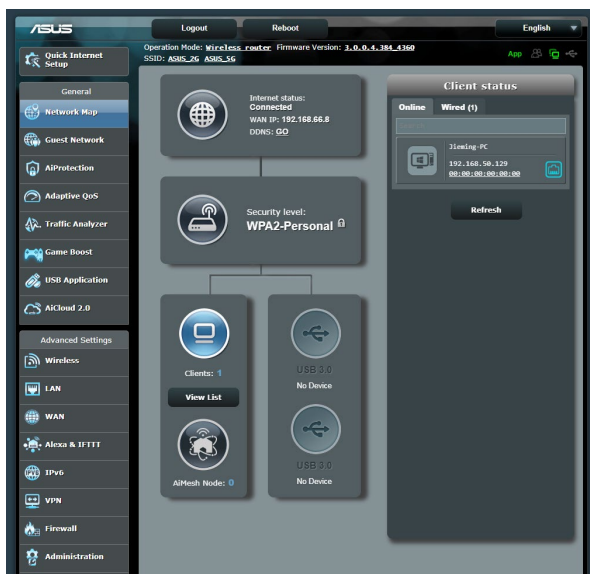 ASUS
Logout
Reboot
English
Quick Internet
Setup
Operation Mode: Wireless router Firmware Version: 3.0.0.4.384_4360
SSID: ASUS_2G ASUS_5G
App
General
Network Map
Guest Network
AiProtection
Adaptive QoS
Traffic Analyzer
Game Boost
USB Application
AiCloud 2.0
Advanced Settings
Wireless
LAN
WAN
Alexa & IFTTT
IPv6
VPN
Firewall
Administration
Internet status:
Connected
WAN IP: 192.168.66.8
DDNS: GO
Security level:
WPA2-Personal
Clients: 1
View List
AiMesh Node: 0
USB 3.0
No Device
USB 3.0
No Device
Client status
Online Wired (1)
Jieming-PC
192.168.50.129
00:00:00:00:00:00
Refresh